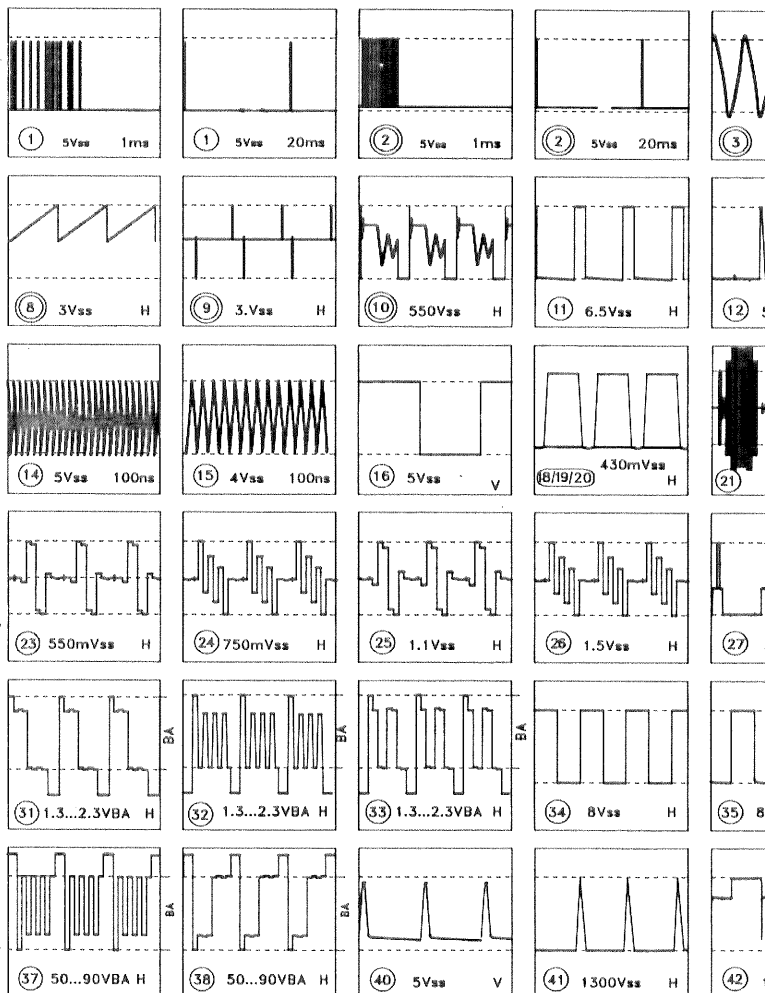 1 5Vss 1ms
1 5Vss 20ms
2 5Vss 1ms
2 5Vss 20ms
3
8 3Vss H
9 3.Vss H
10 550Vss H
11 6.5Vss H
12 5
14 5Vss 100ns
15 4Vss 100ns
16 5Vss V
18/19/20 430mVss H
21
23 550mVss H
24 750mVss H
25 1.1Vss H
26 1.5Vss H
27
BA
31 1.3...2.3VBA H
BA
32 1.3...2.3VBA H
BA
33 1.3...2.3VBA H
34 8Vss H
35 8
BA
37 50...90VBA H
BA
38 50...90VBA H
40 5Vss V
41 1300Vss H
42